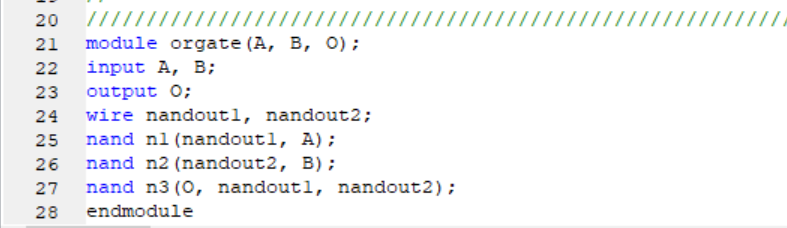 20 ///////////////////////////////////////////////////////////
21 module orgate(A, B, O);
22 input A, B;
23 output O;
24 wire nandout1, nandout2;
25 nand n1(nandout1, A);
26 nand n2(nandout2, B);
27 nand n3(O, nandout1, nandout2);
28 endmodule